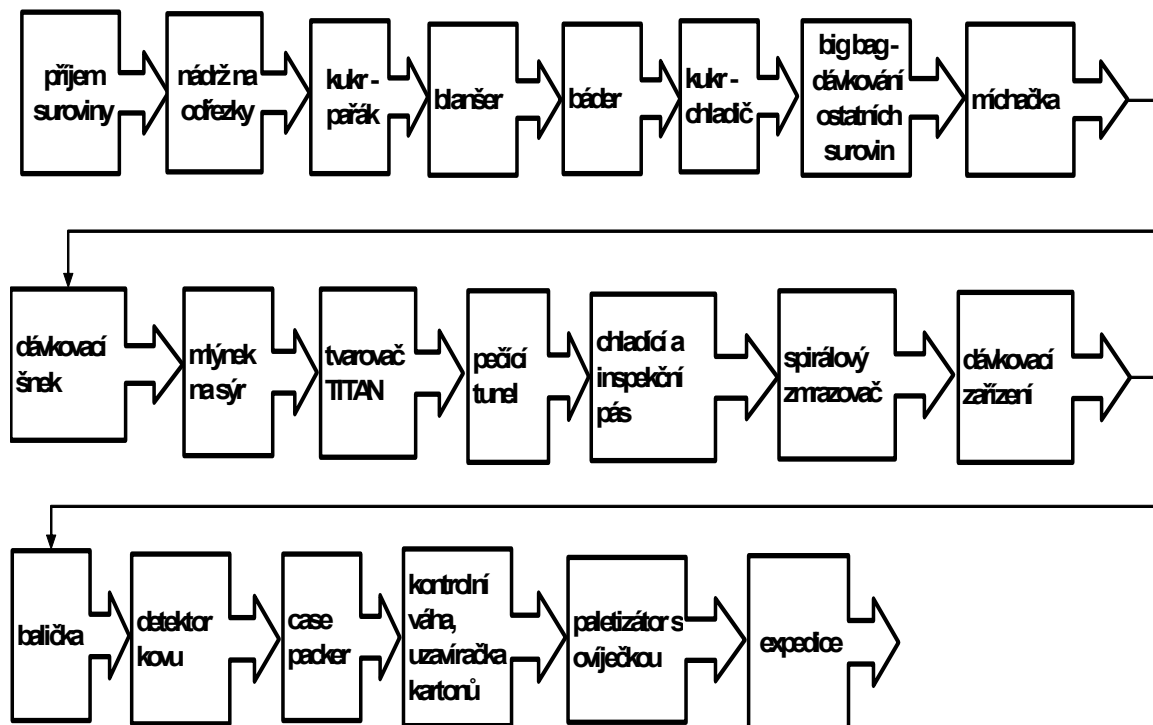 příjem
suroviny
nádrž na
odřezky
kukr -
pařák
blanšer
báder
kukr -
chladič
big bag -
dávkování
ostatních
surovin
míchačka
dávkovací
šnek
mlýnek
na sýr
tvarovač
TITAN
pečící
tunel
chladící a
inspekční
pás
spirálový
zmrazovač
dávkovací
zařízení
balička
detektor
kovu
case
packer
kontrolní
váha,
uzavíračka
kartonů
paletizátor s
ovíječkou
expedice